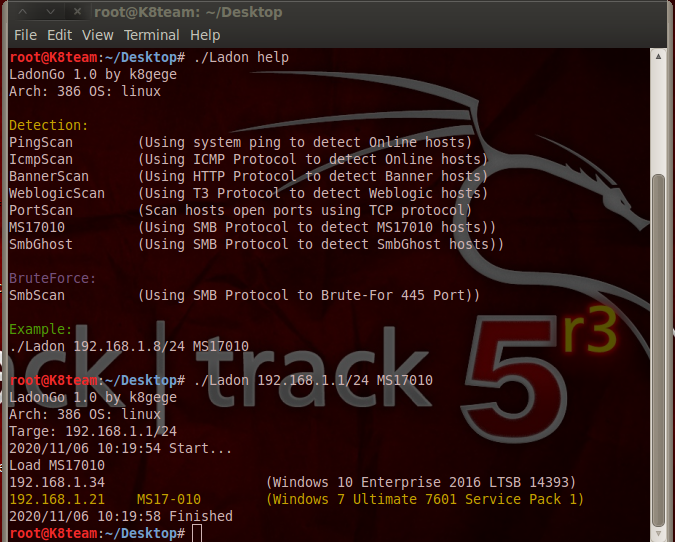 root@K8team: ~/Desktop
File Edit View Terminal Help
root@K8team:~/Desktop# ./Ladon help
LadonGo 1.0 by k8gege
Arch: 386 OS: linux
Detection:
PingScan (Using system ping to detect Online hosts)
IcmpScan (Using ICMP Protocol to detect Online hosts)
BannerScan (Using HTTP Protocol to detect Banner hosts)
WeblogicScan (Using T3 Protocol to detect Weblogic hosts)
PortScan (Scan hosts open ports using TCP protocol)
MS17010 (Using SMB Protocol to detect MS17010 hosts))
SmbGhost (Using SMB Protocol to detect SmbGhost hosts))
BruteForce:
SmbScan (Using SMB Protocol to Brute-For 445 Port))
Example:
./Ladon 192.168.1.8/24 MS17010
root@K8team:~/Desktop# ./Ladon 192.168.1.1/24 MS17010
LadonGo 1.0 by k8gege
Arch: 386 OS: linux
Targe: 192.168.1.1/24
2020/11/06 10:19:54 Start...
Load MS17010
192.168.1.34 (Windows 10 Enterprise 2016 LTSB 14393)
192.168.1.21 MS17-010 (Windows 7 Ultimate 7601 Service Pack 1)
2020/11/06 10:19:58 Finished
root@K8team:~/Desktop#
ck | track 5 r3